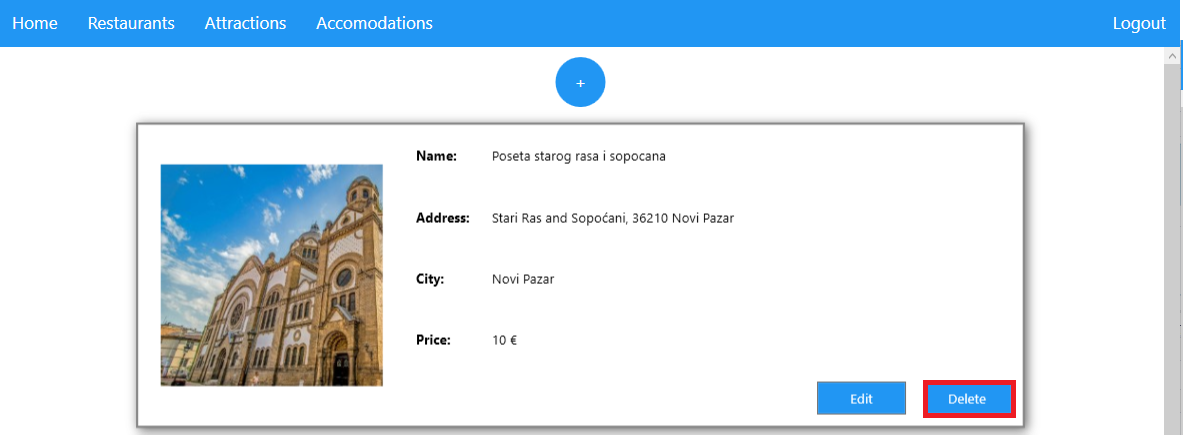 Home Restaurants Attractions Accomodations Logout
+
Name: Poseta starog rasa i sopocana
Address: Stari Ras and Sopoćani, 36210 Novi Pazar
City: Novi Pazar
Price: 10 €
Edit Delete